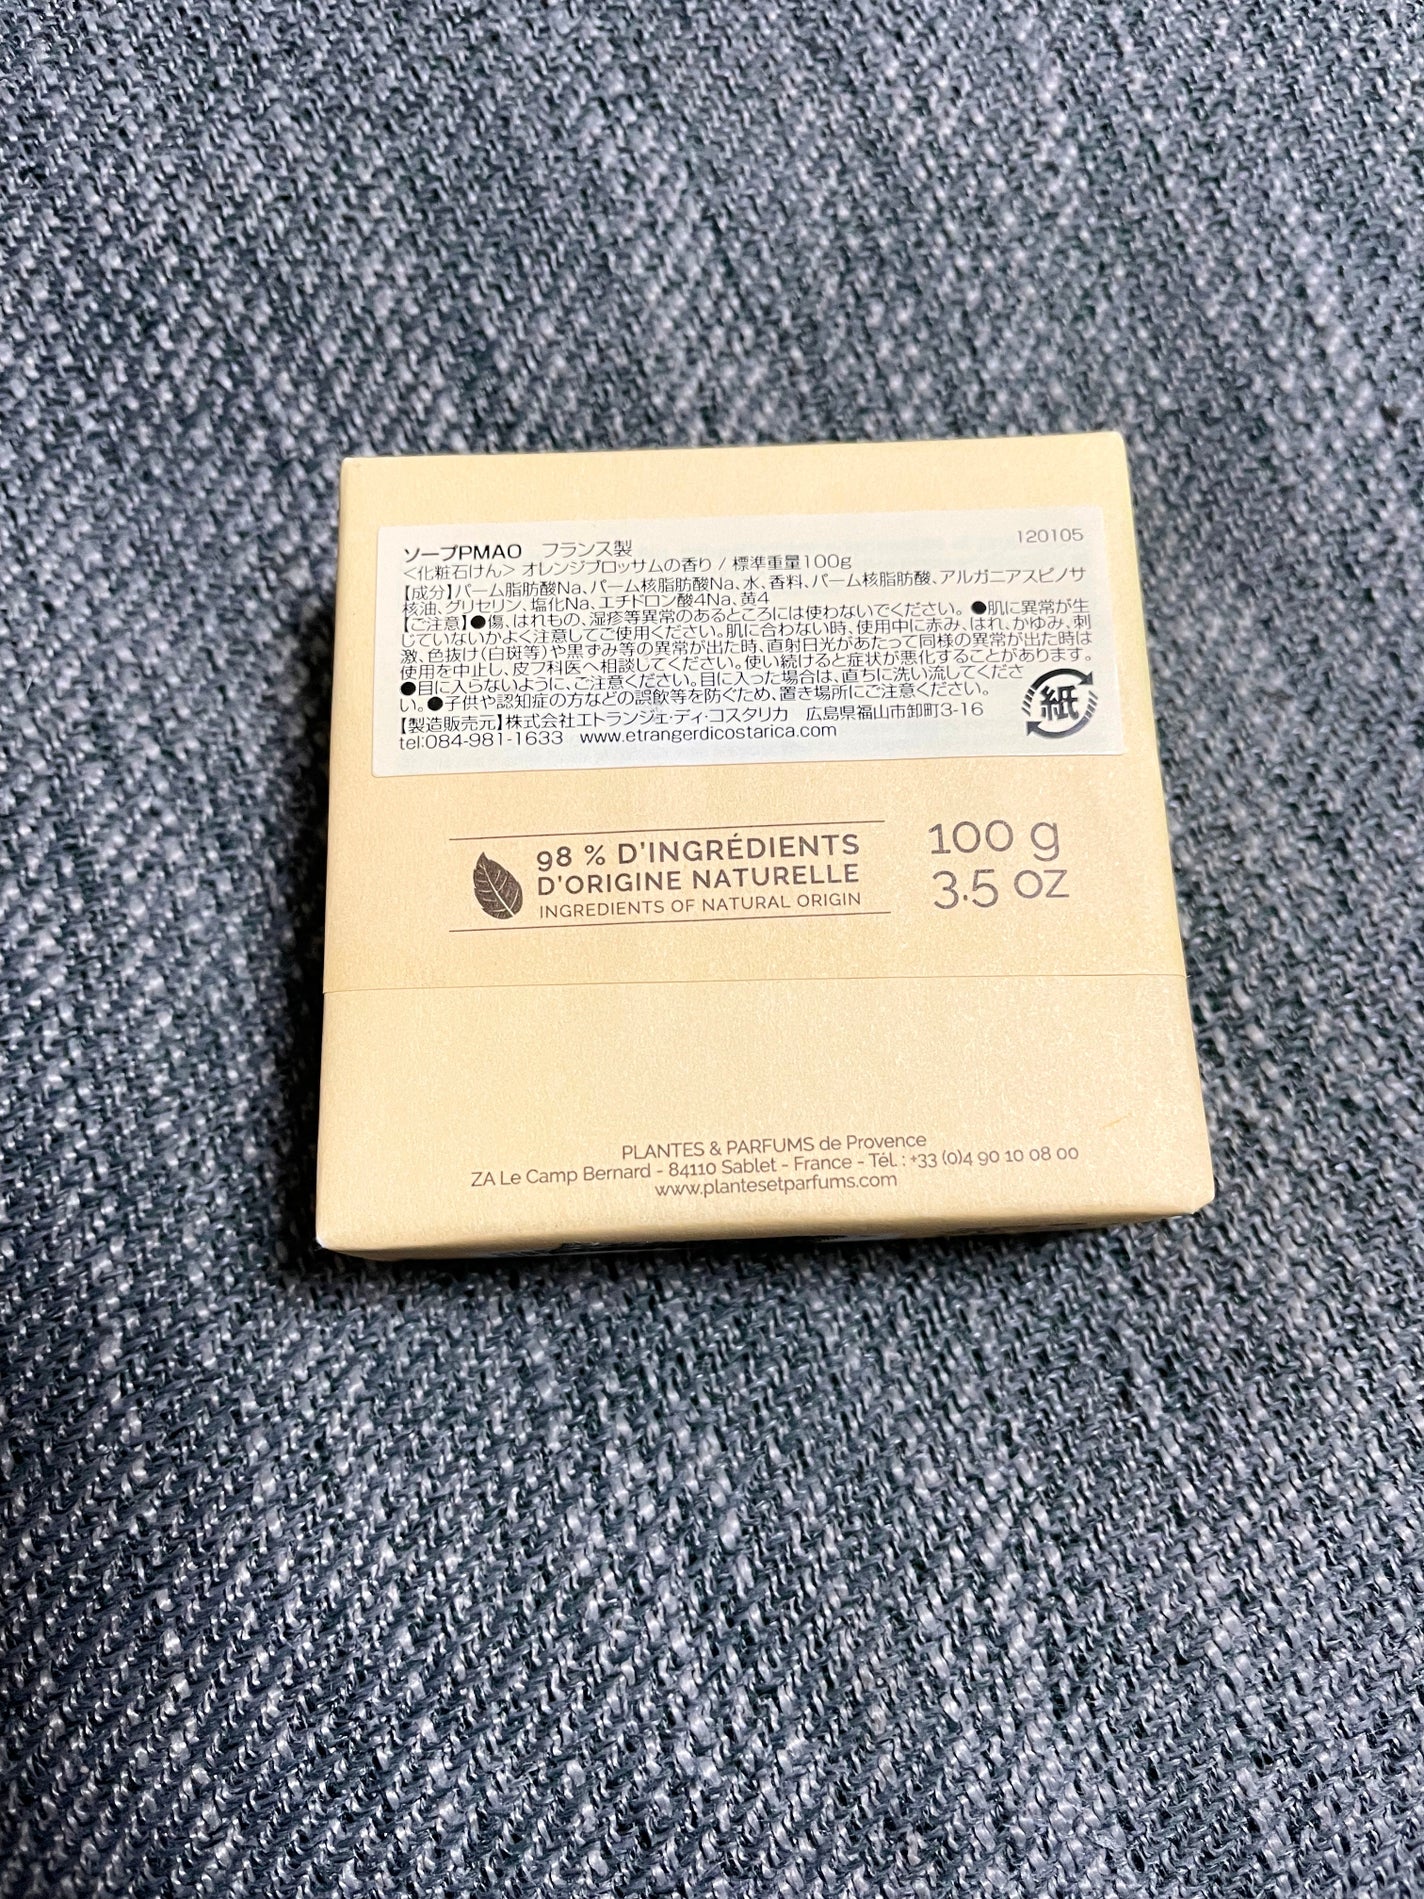 ソープPMAO　フランス製
120105
<化粧石けん> オレンジブロッサムの香り / 標準重量100g
【成分】パーム脂肪酸Na、パーム核脂肪酸Na、水、香料、パーム核脂肪酸、アルガニアスピノサ
核油、グリセリン、塩化Na、エチドロン酸4Na、黄4
【ご注意】●傷、はれもの、湿疹等異常のあるところには使わないでください。●肌に異常が生
じていないかよく注意してご使用ください。肌に合わない時、使用中に赤み、はれ、かゆみ、刺
激、色抜け(白斑等)や黒ずみ等の異常が出た時、直射日光があたって同様の異常が出た時は
使用を中止し、皮フ科医へ相談してください。使い続けると症状が悪化することがあります。
●目に入らないように、ご注意ください。目に入った場合は、直ちに洗い流してくださ
い。●子供や認知症の方などの誤飲等を防ぐため、置き場所にご注意ください。
【製造販売元】株式会社エトランジェ・ディ・コスタリカ　広島県福山市卸町3-16
tel:084-981-1633　www.etrangerdicostarica.com
紙
98 % D'INGRÉDIENTS
D'ORIGINE NATURELLE
INGREDIENTS OF NATURAL ORIGIN
100 g
3.5 OZ
PLANTES & PARFUMS de Provence
ZA Le Camp Bernard - 84110 Sablet - France - Tél. : +33 (0)4 90 10 08 00
www.plantesetparfums.com